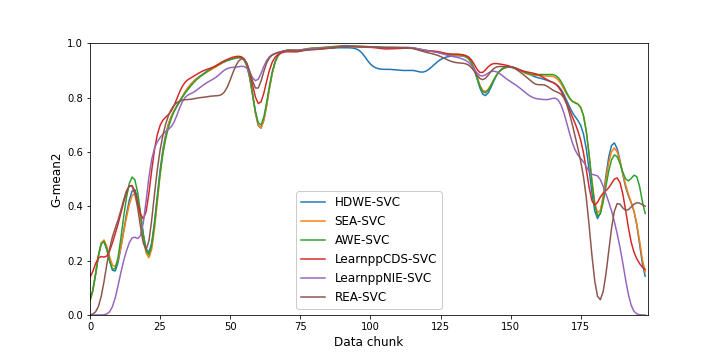 1.0
0.8
0.6
0.4
0.2
0.0
G-mean2
HDWE-SVC
SEA-SVC
AWE-SVC
LearnppCDS-SVC
LearnppNIE-SVC
REA-SVC
0 25 50 75 100 125 150 175
Data chunk